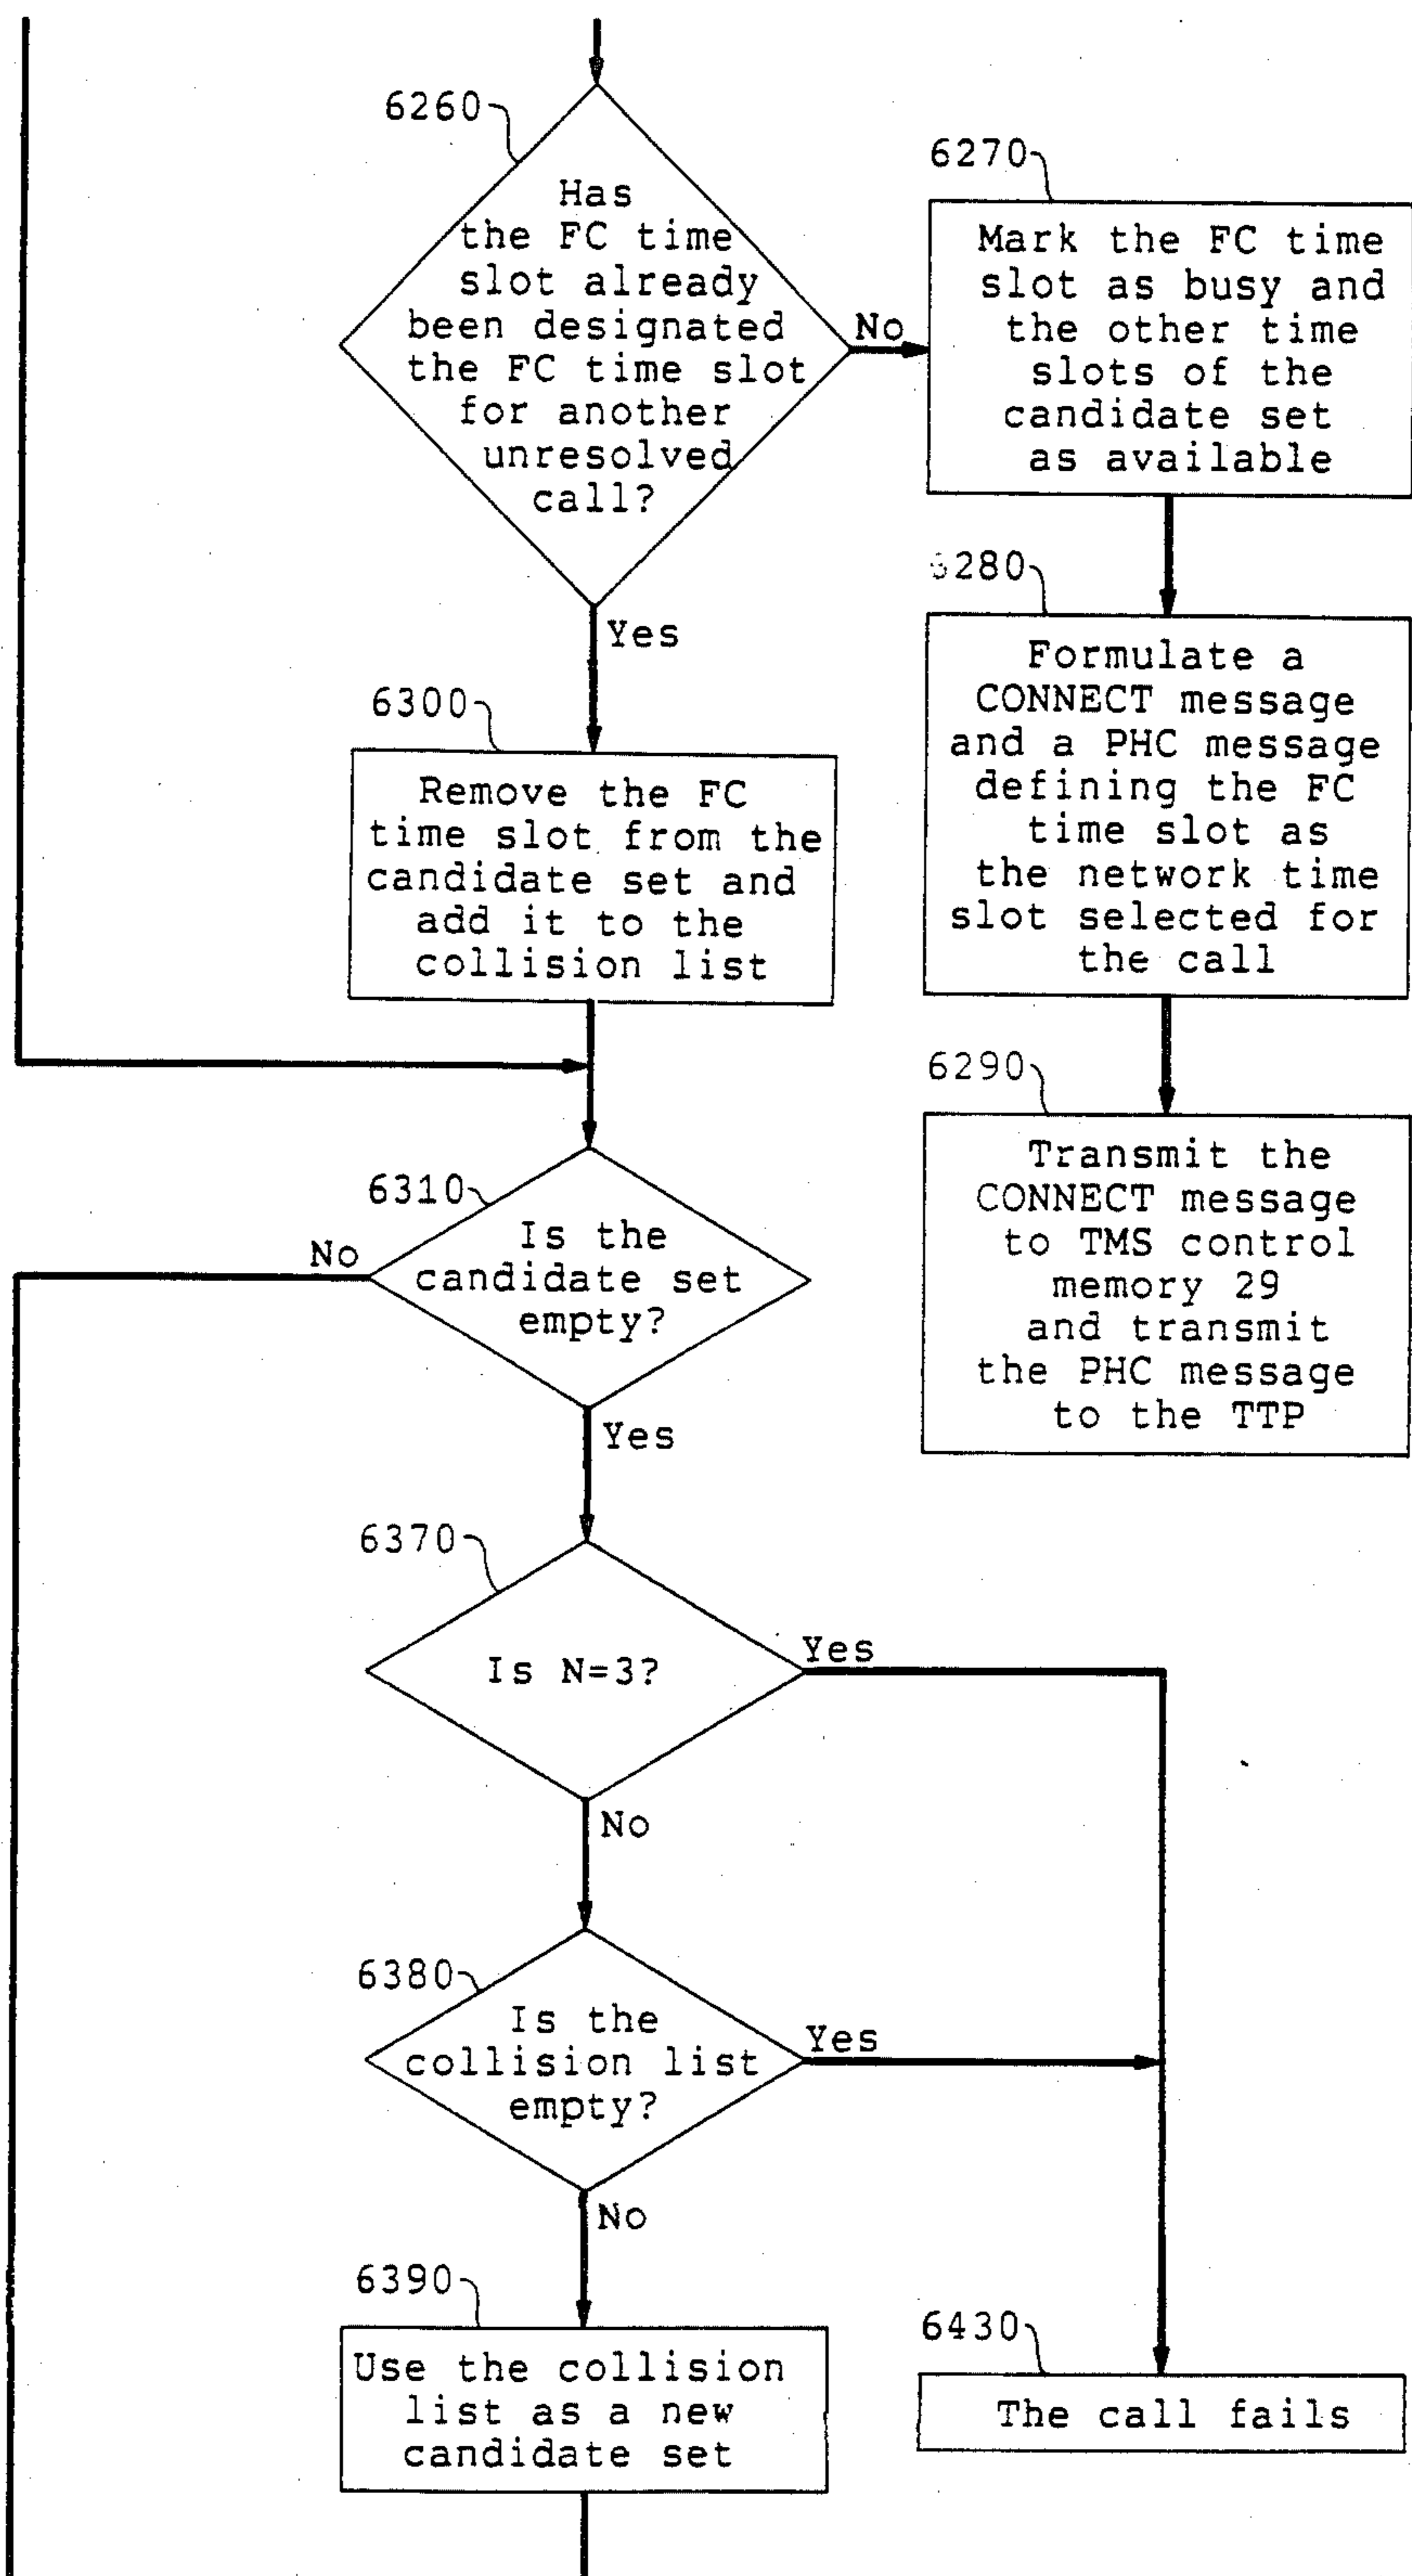 6260
Has
the FC time
slot already
been designated
the FC time slot
for another
unresolved
call?
No
Yes
6270
Mark the FC time
slot as busy and
the other time
slots of the
candidate set
as available
6280
Formulate a
CONNECT message
and a PHC message
defining the FC
time slot as
the network time
slot selected for
the call
6290
Transmit the
CONNECT message
to TMS control
memory 29
and transmit
the PHC message
to the TTP
6300
Remove the FC
time slot from the
candidate set and
add it to the
collision list
6310
Is the
candidate set
empty?
No
Yes
6370
Is N=3?
Yes
No
6380
Is the
collision list
empty?
Yes
No
6390
Use the collision
list as a new
candidate set
6430
The call fails